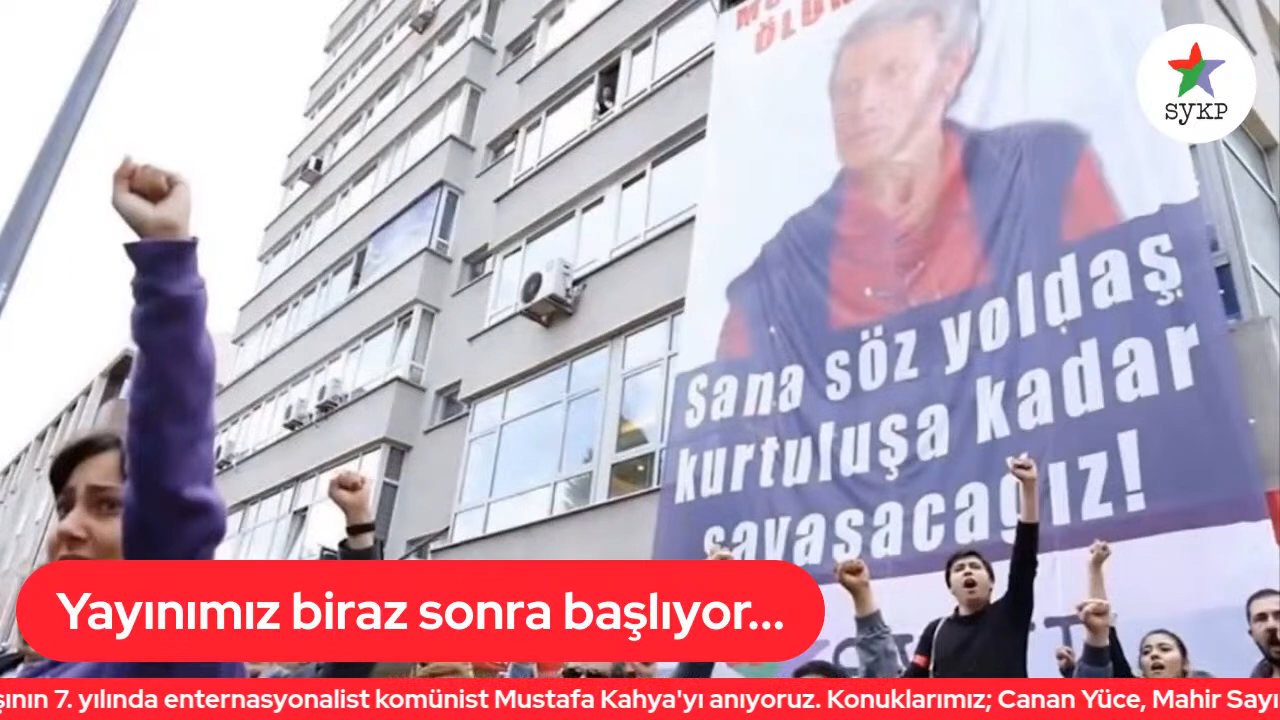 ÖLÜM
sykp
Sana söz yoldaş
kurtuluşa kadar
savaşacağız!
Yayınımız biraz sonra başlıyor...
şının 7. yılında enternasyonalist komünist Mustafa Kahya'yı anıyoruz. Konuklarımız; Canan Yüce, Mahir Sayı